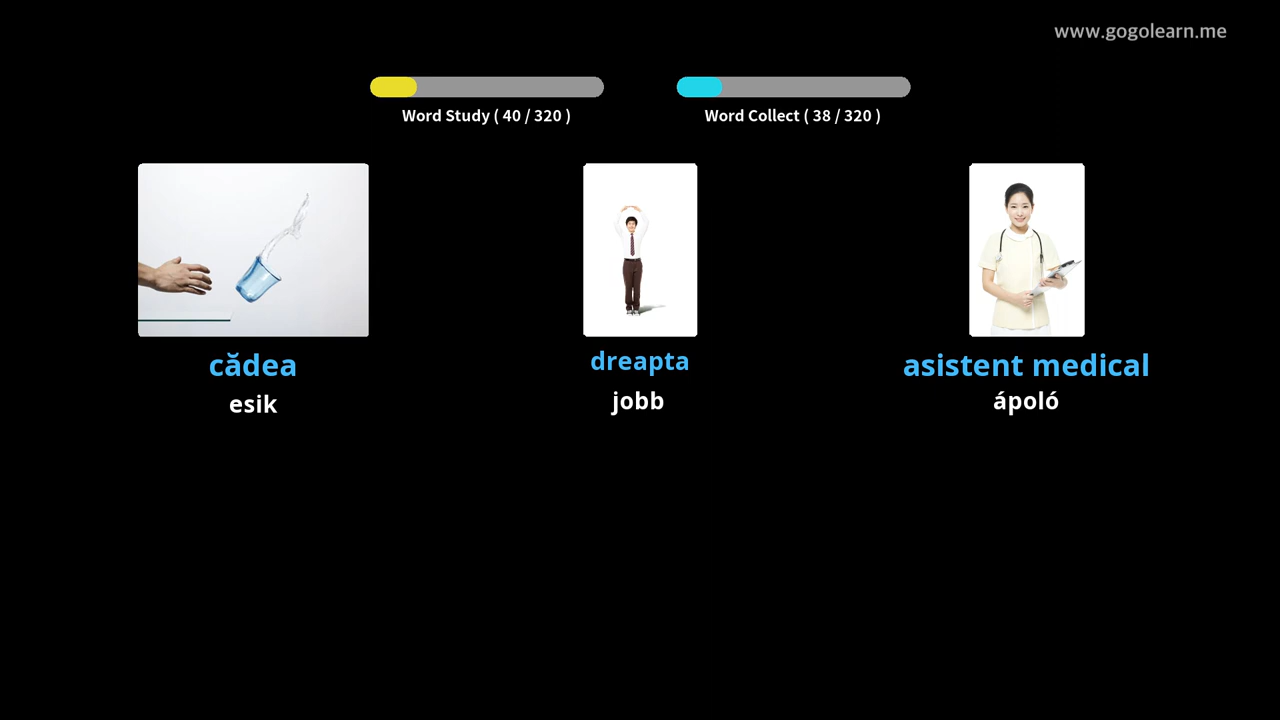 www.gogolearn.me
Word Study ( 40 / 320 )
Word Collect ( 38 / 320 )
cădea
dreapta
asistent medical
esik
jobb
ápoló